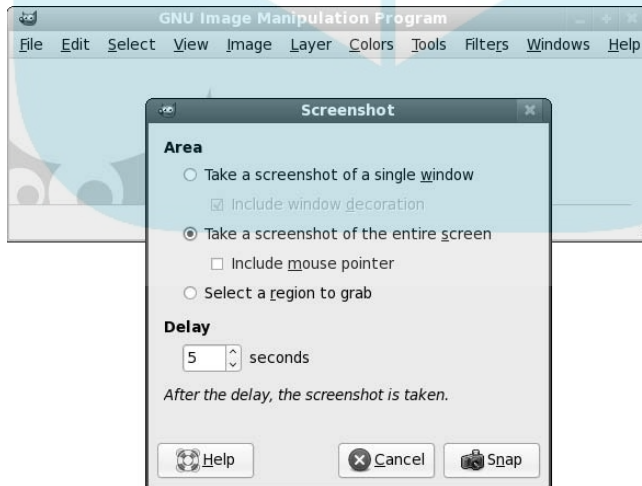 GNU Image Manipulation Program
File Edit Select View Image Layer Colors Tools Filters Windows Help
Screenshot
Area
Take a screenshot of a single window
Include window decoration
Take a screenshot of the entire screen
Include mouse pointer
Select a region to grab
Delay
5 seconds
After the delay, the screenshot is taken.
Help Cancel Snap